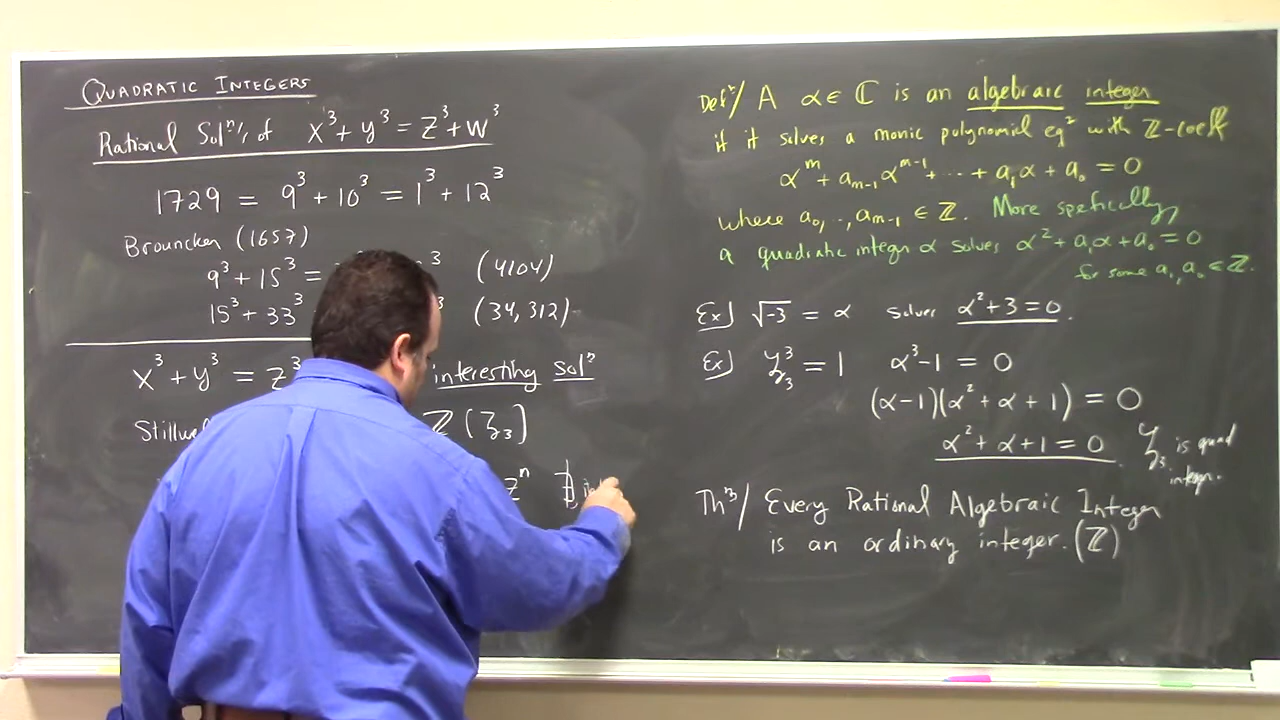 QUADRATIC INTEGERS
Rational Solⁿ's of x³ + y³ = z³ + w³
1729 = 9³ + 10³ = 1³ + 12³
Brouncker (1657)
9³ + 15³ = ³ (4104)
15³ + 33³ ³ (34, 312)
x³ + y³ = z³ interesting solⁿ
ℤ(ζ₃)
zⁿ ∄
Defⁿ/ A α ∈ ℂ is an algebraic integer
if it solves a monic polynomial eqⁿ with ℤ-coeff
αᵐ + aₘ₋₁αᵐ⁻¹ + ⋯ + a₁α + a₀ = 0
where a₀, .., aₘ₋₁ ∈ ℤ. More spefically,
a quadratic integer α solves α² + a₁α + a₀ = 0
for some a₁, a₀ ∈ ℤ.
Ex) √-3 = α solves α² + 3 = 0.
Ex) ζ₃³ = 1 α³ - 1 = 0
(α-1)(α² + α + 1) = 0
α² + α + 1 = 0 ζ₃ is quad
integer.
Thᵐ/ Every Rational Algebraic Integer
is an ordinary integer. (ℤ)